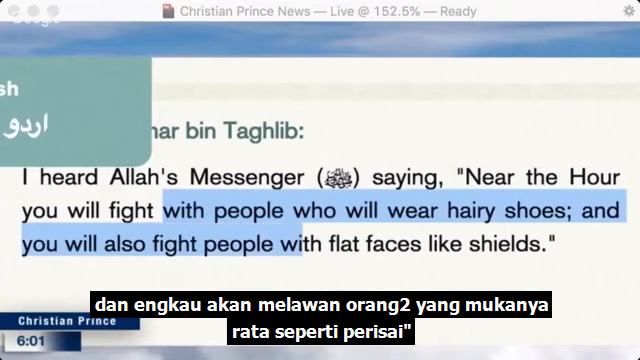 Christian Prince News — Live @ 152.5% — Ready
sh
اردو
mar bin Taghlib:
I heard Allah's Messenger (ﷺ) saying, "Near the Hour
you will fight with people who will wear hairy shoes; and
you will also fight people with flat faces like shields."
Christian Prince
6:01
dan engkau akan melawan orang2 yang mukanya
rata seperti perisai"